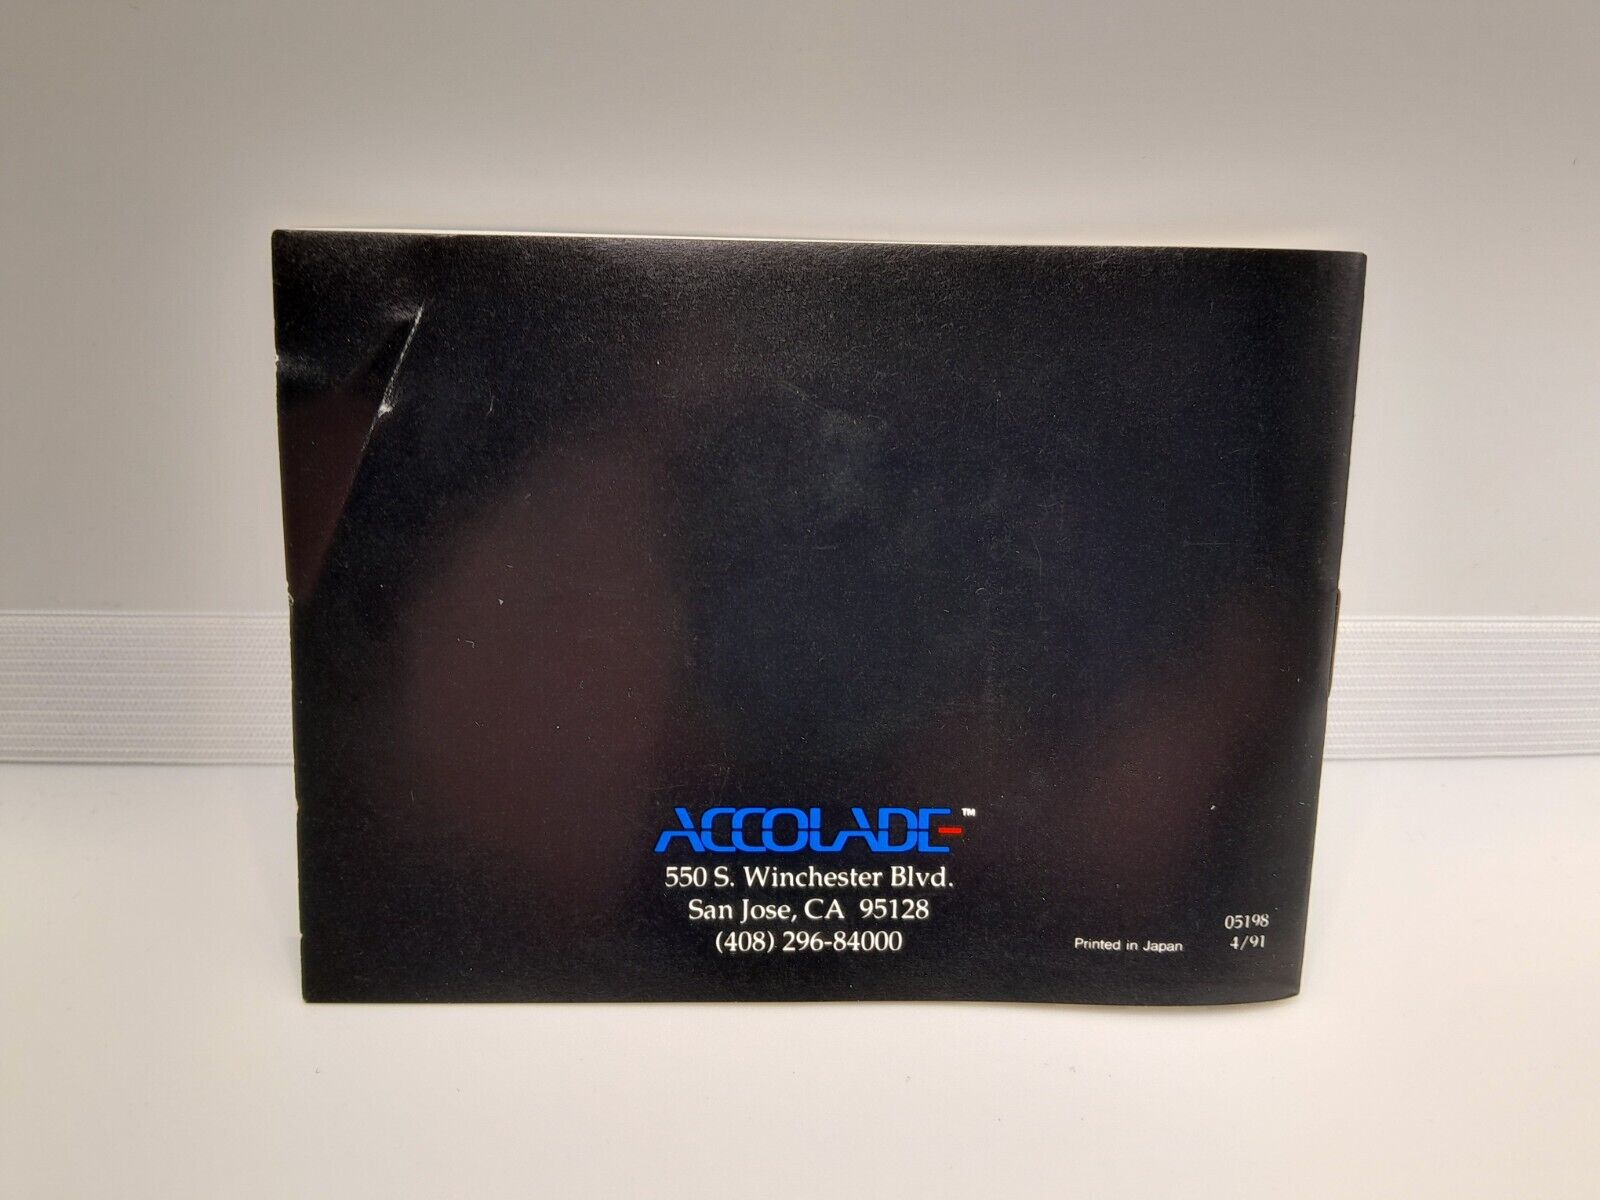 ACCOLADE™
550 S. Winchester Blvd.
San Jose, CA 95128
(408) 296-84000
Printed in Japan
05198
4/91